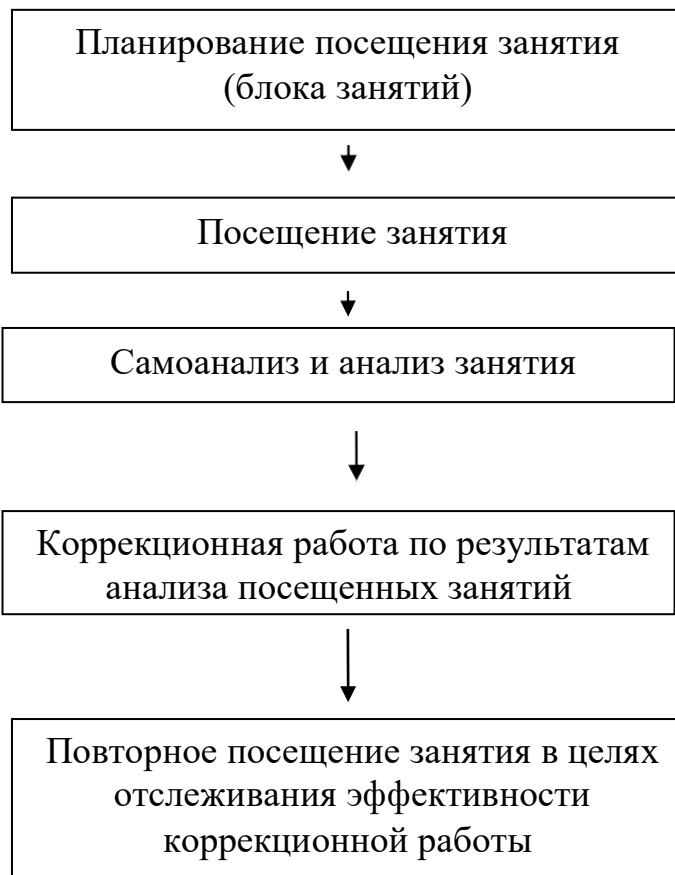 Планирование посещения занятия
(блока занятий)
Посещение занятия
Самоанализ и анализ занятия
Коррекционная работа по результатам
анализа посещенных занятий
Повторное посещение занятия в целях
отслеживания эффективности
коррекционной работы